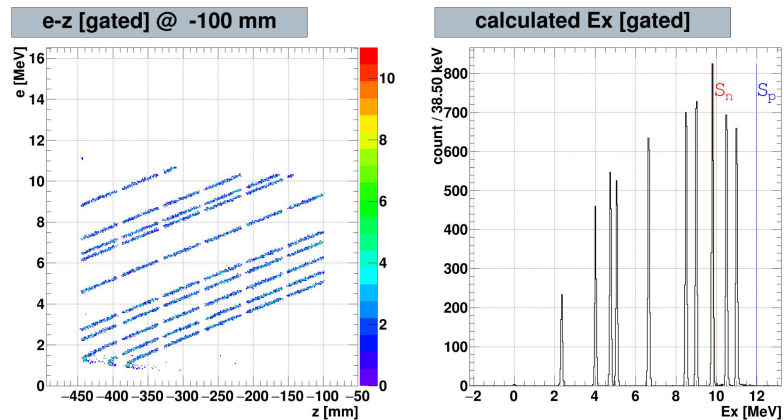 e-z [gated] @ -100 mm
e [MeV]
16
14
12
10
8
6
4
2
0
−450 −400 −350 −300 −250 −200 −150 −100 −50
z [mm]
10
8
6
4
2
0
calculated Ex [gated]
count / 38.50 keV
800
700
600
500
400
300
200
100
0
S_n
S_p
−2 0 2 4 6 8 10 12
Ex [MeV]